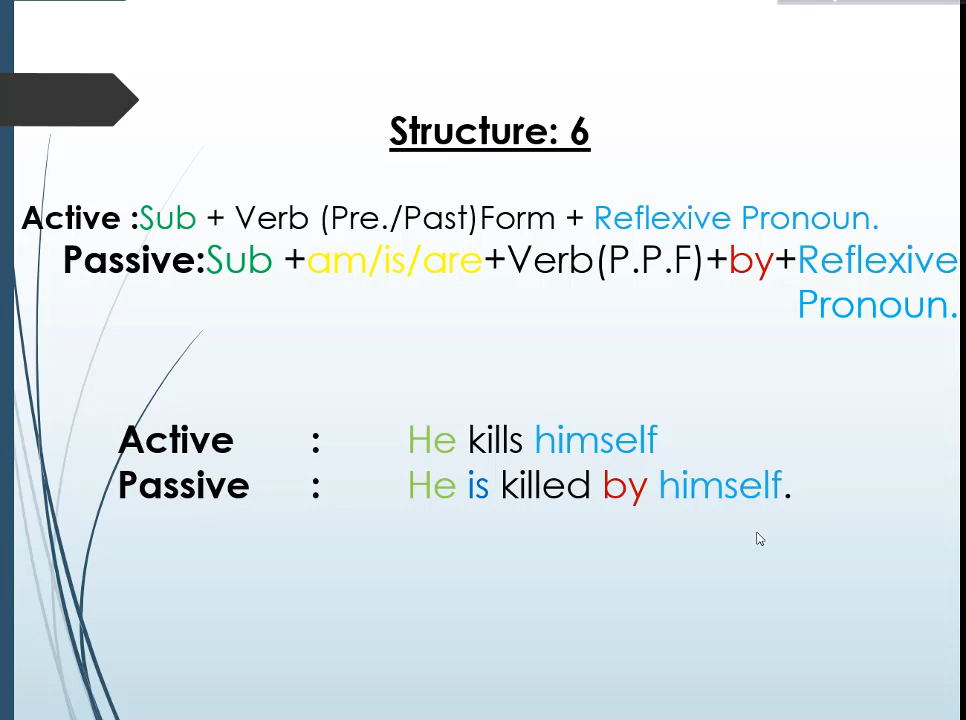 Structure: 6
Active :Sub + Verb (Pre./Past)Form + Reflexive Pronoun.
Passive:Sub +am/is/are+Verb(P.P.F)+by+Reflexive
Pronoun.
Active : He kills himself
Passive : He is killed by himself.